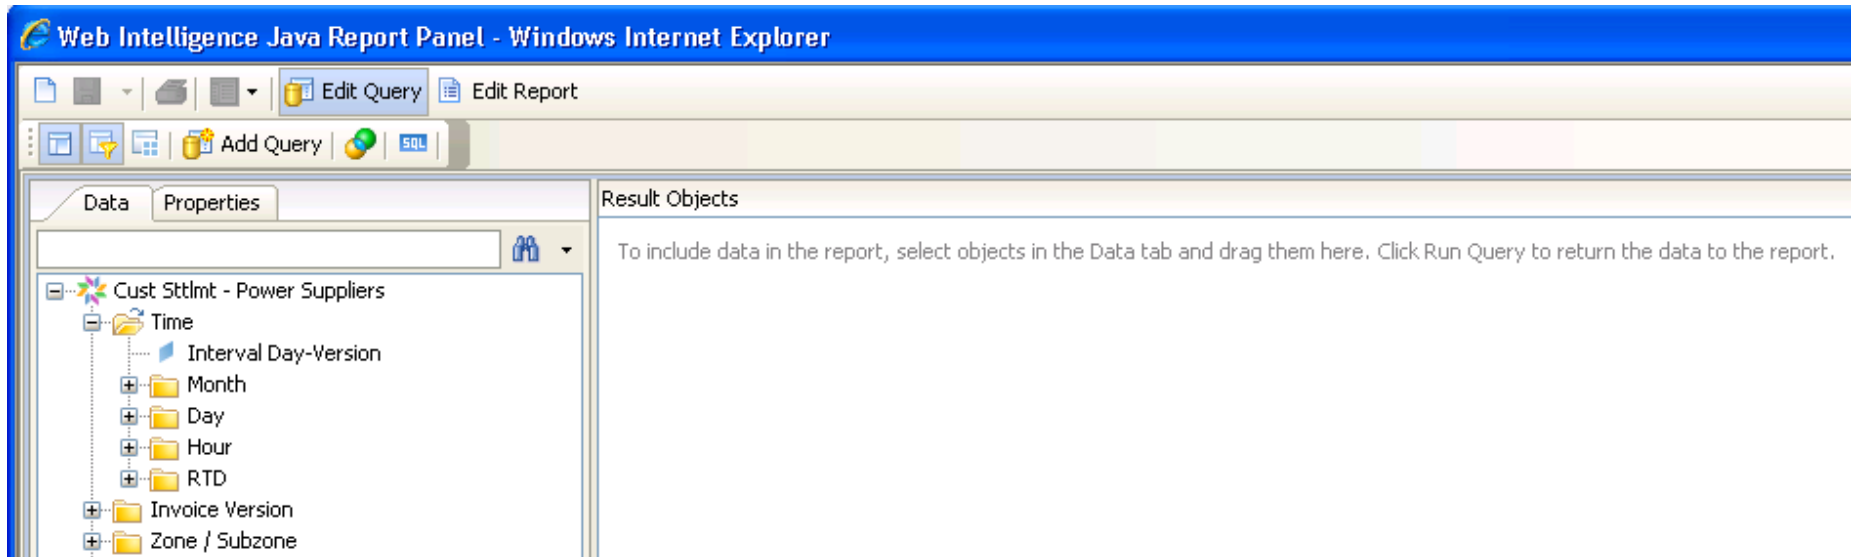 Web Intelligence Java Report Panel - Windows Internet Explorer
Edit Query Edit Report
Add Query SQL
Data Properties
Result Objects
To include data in the report, select objects in the Data tab and drag them here. Click Run Query to return the data to the report.
Cust Sttlmt - Power Suppliers
Time
Interval Day-Version
Month
Day
Hour
RTD
Invoice Version
Zone / Subzone